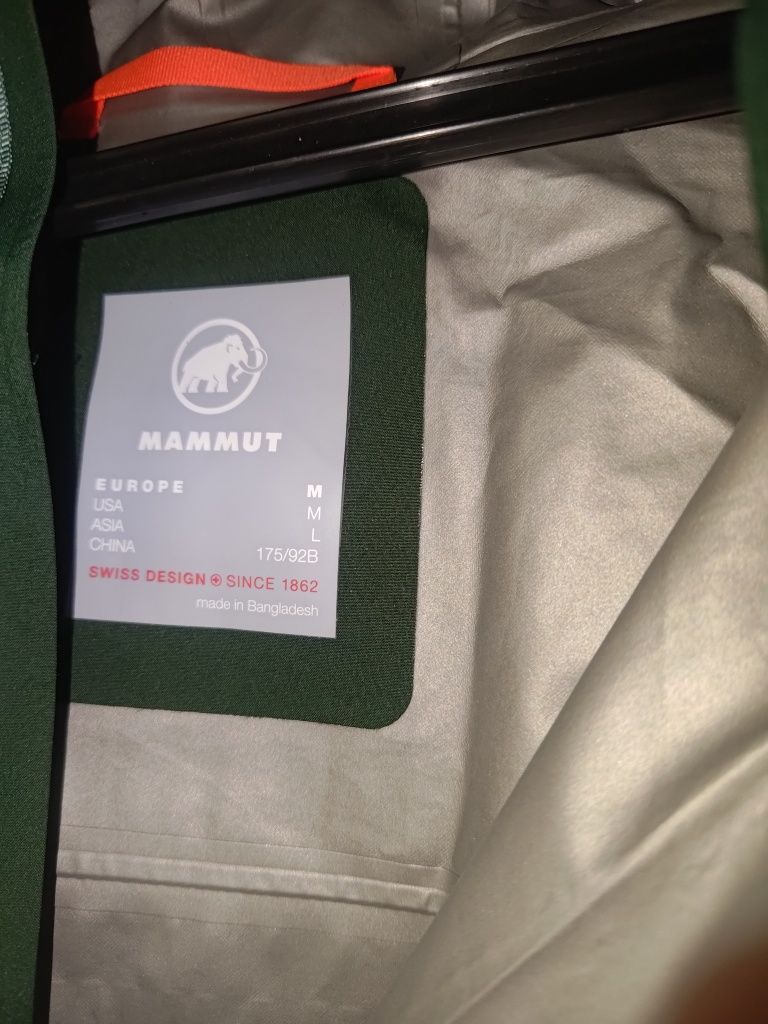 MAMMUT
EUROPE M
USA M
ASIA L
CHINA 175/92B
SWISS DESIGN SINCE 1862
made in Bangladesh